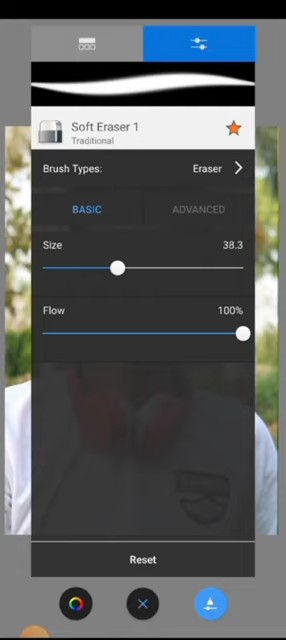 Soft Eraser 1
Traditional
Brush Types: Eraser
BASIC ADVANCED
Size 38.3
Flow 100%
Reset